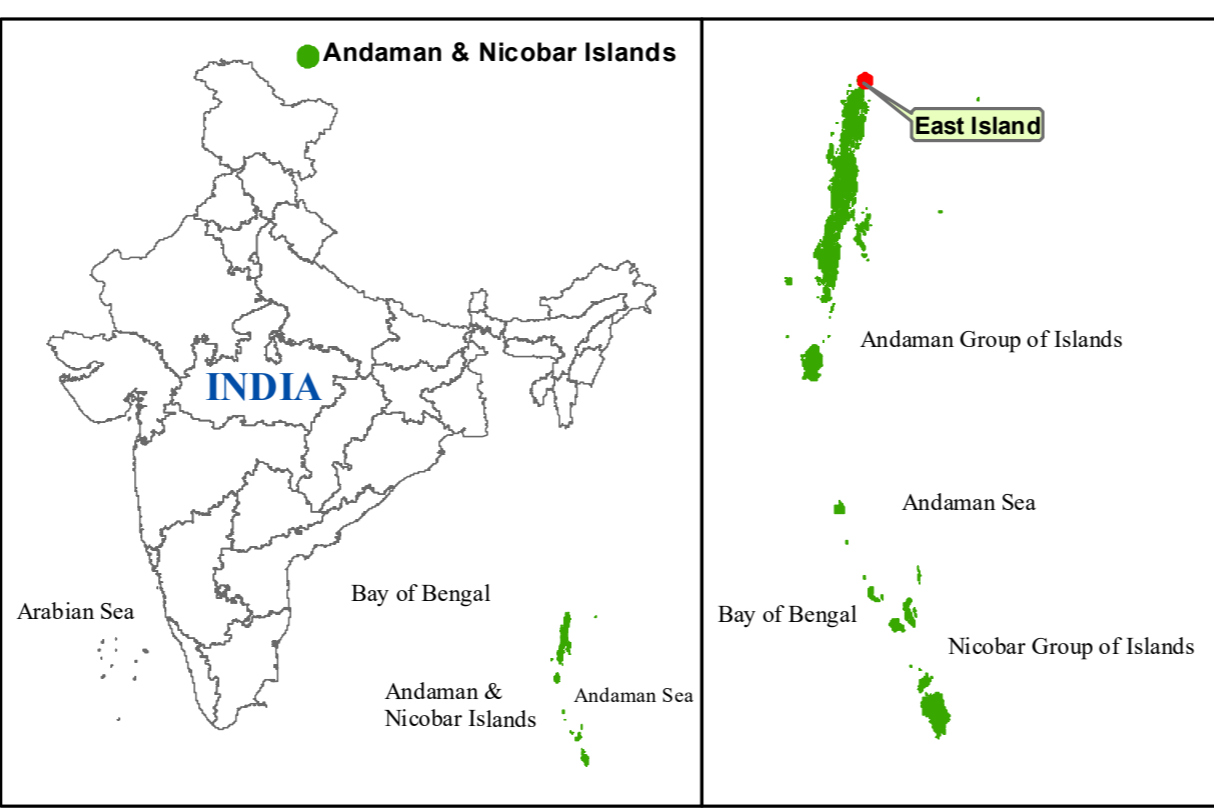 Andaman & Nicobar Islands
INDIA
Arabian Sea
Bay of Bengal
Andaman &
Nicobar Islands
Andaman Sea
East Island
Andaman Group of Islands
Andaman Sea
Bay of Bengal
Nicobar Group of Islands